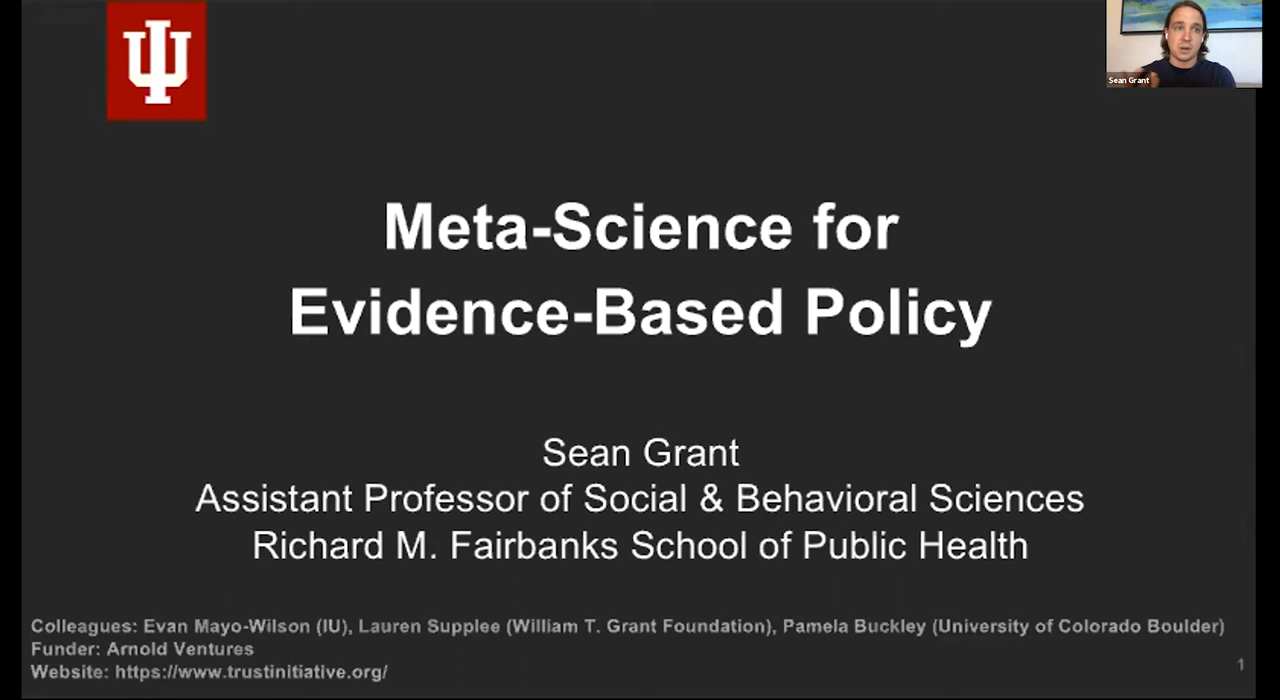 Sean Grant
Meta-Science for
Evidence-Based Policy
Sean Grant
Assistant Professor of Social & Behavioral Sciences
Richard M. Fairbanks School of Public Health
Colleagues: Evan Mayo-Wilson (IU), Lauren Supplee (William T. Grant Foundation), Pamela Buckley (University of Colorado Boulder)
Funder: Arnold Ventures
Website: https://www.trustinitiative.org/
1